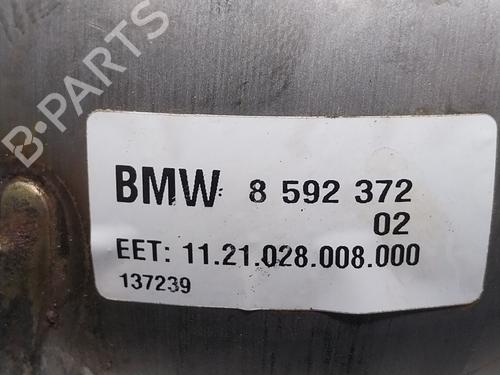 B-PARTS
BMW 8 592 372
02
EET: 11.21.028.008.000
137239